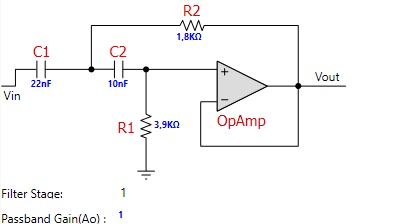 R2
1,8KΩ
C1
C2
22nF
10nF
Vin
+
−
Vout
R1
3,9KΩ
OpAmp
Filter Stage: 1
Passband Gain(Ao) : 1